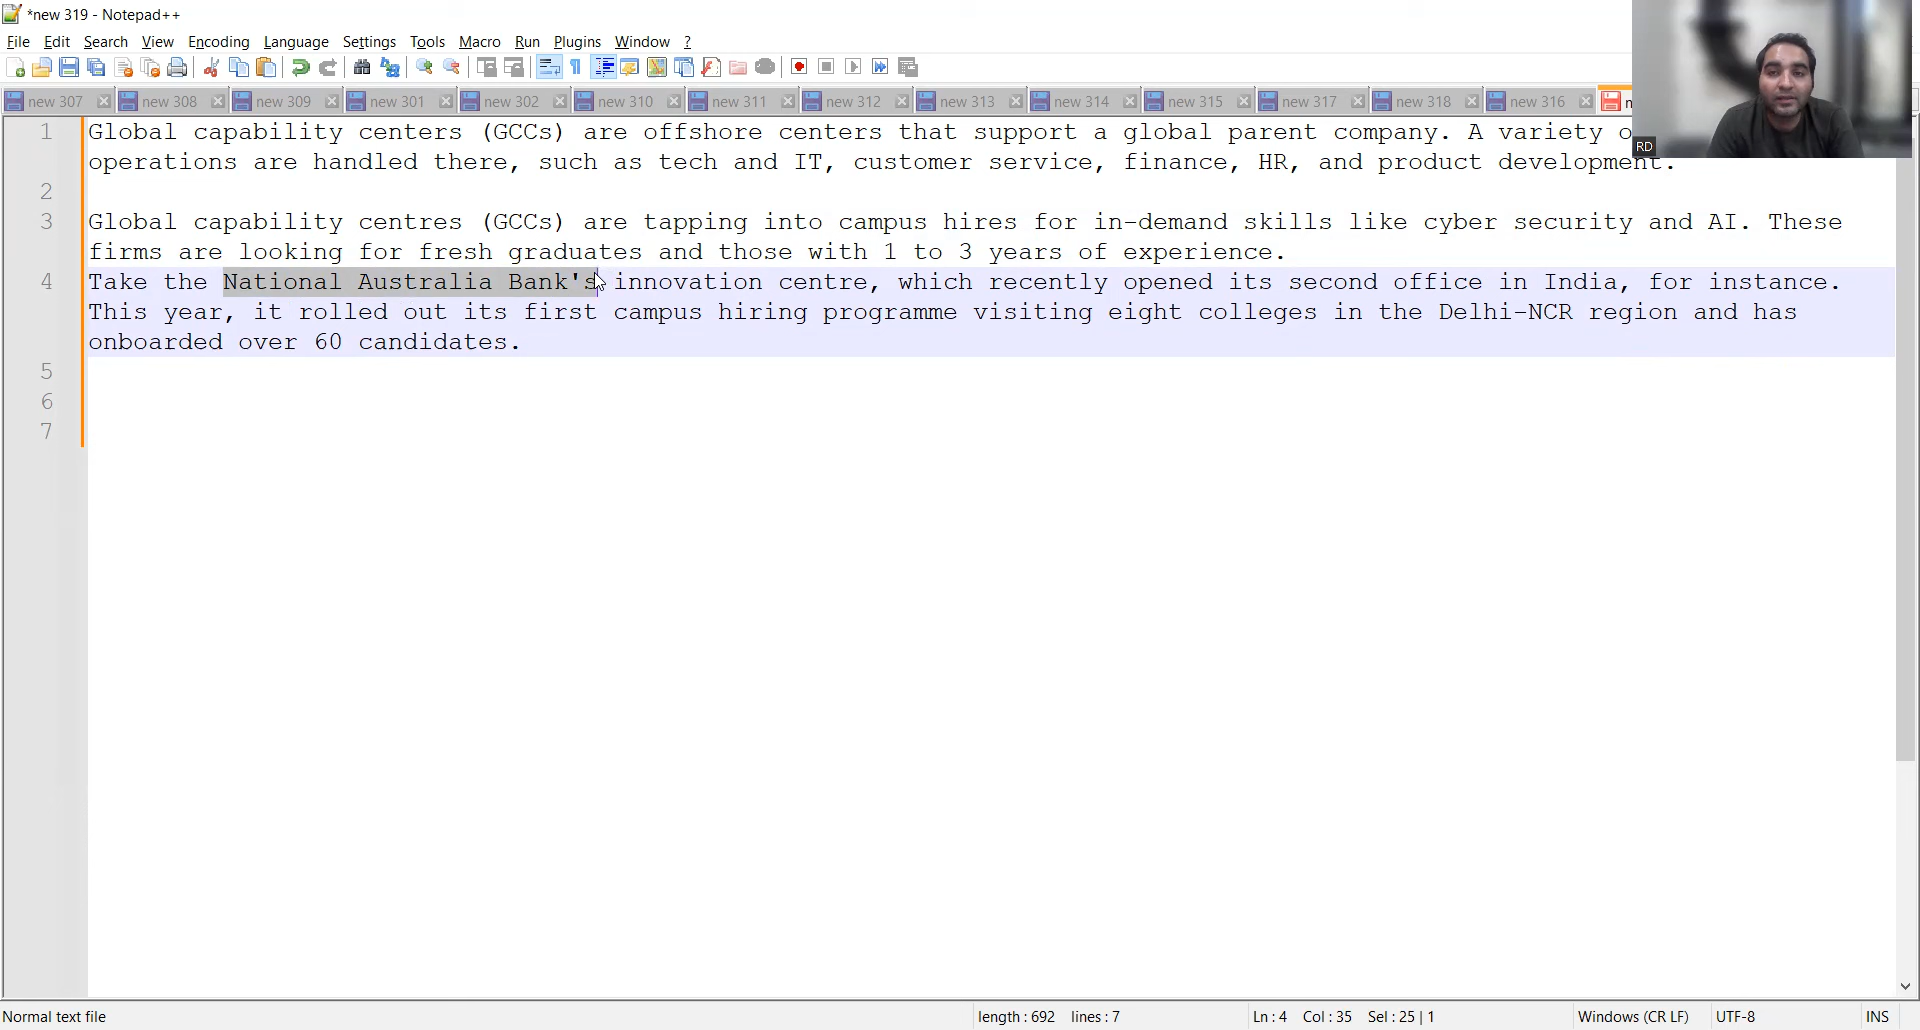 *new 319 - Notepad++
File Edit Search View Encoding Language Settings Tools Macro Run Plugins Window ?
new 307 new 308 new 309 new 301 new 302 new 310 new 311 new 312 new 313 new 314 new 315 new 317 new 318 new 316
RD
1 Global capability centers (GCCs) are offshore centers that support a global parent company. A variety
operations are handled there, such as tech and IT, customer service, finance, HR, and product development.
2
3 Global capability centres (GCCs) are tapping into campus hires for in-demand skills like cyber security and AI. These
firms are looking for fresh graduates and those with 1 to 3 years of experience.
4 Take the National Australia Bank's innovation centre, which recently opened its second office in India, for instance.
This year, it rolled out its first campus hiring programme visiting eight colleges in the Delhi-NCR region and has
onboarded over 60 candidates.
5
6
7
Normal text file length : 692 lines : 7 Ln : 4 Col : 35 Sel : 25 | 1 Windows (CR LF) UTF-8 INS